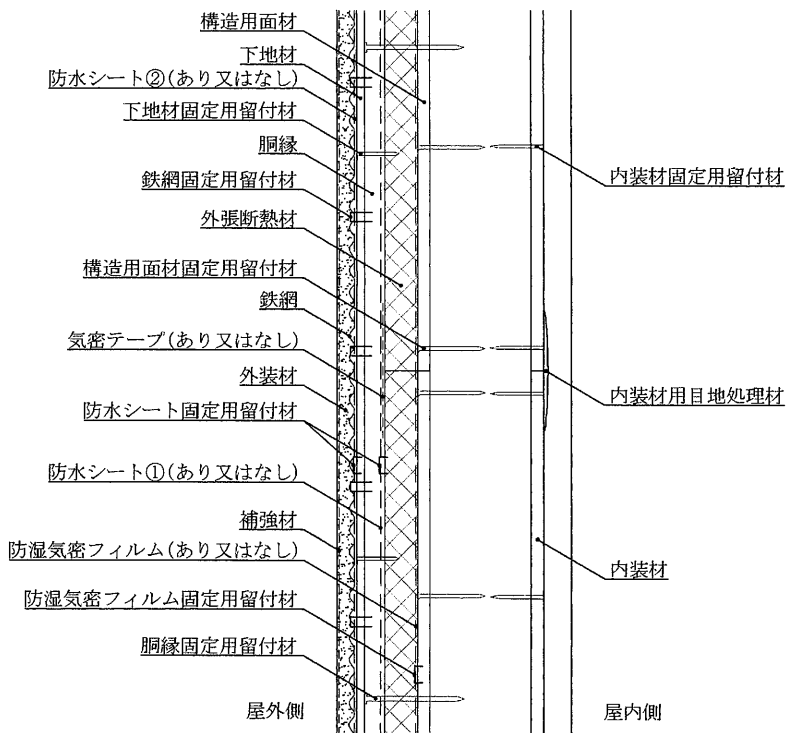 構造用面材
下地材
防水シート②(あり又はなし)
下地材固定用留付材
胴縁
鉄網固定用留付材
外張断熱材
構造用面材固定用留付材
鉄網
気密テープ(あり又はなし)
外装材
防水シート固定用留付材
防水シート①(あり又はなし)
補強材
防湿気密フィルム(あり又はなし)
防湿気密フィルム固定用留付材
胴縁固定用留付材
屋外側
内装材固定用留付材
内装材用目地処理材
内装材
屋内側